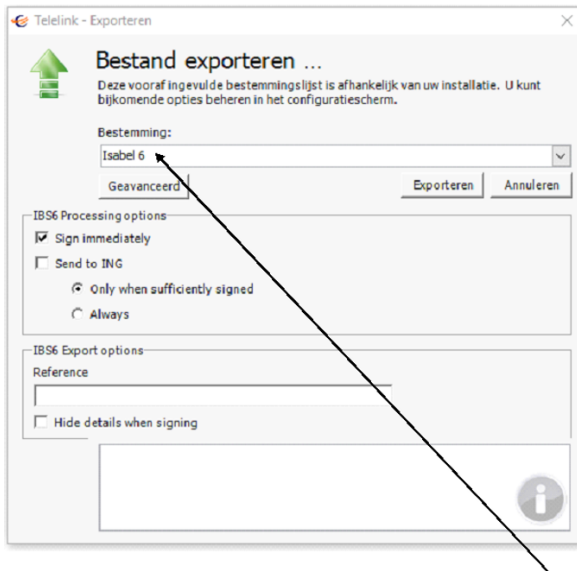 Telelink - Exporteren
Bestand exporteren ...
Deze vooraf ingevulde bestemmingslijst is afhankelijk van uw installatie. U kunt
bijkomende opties beheren in het configuratiescherm.
Bestemming:
Isabel 6
Geavanceerd
Exporteren
Annuleren
IBS6 Processing options
Sign immediately
Send to ING
Only when sufficiently signed
Always
IBS6 Export options
Reference
Hide details when signing